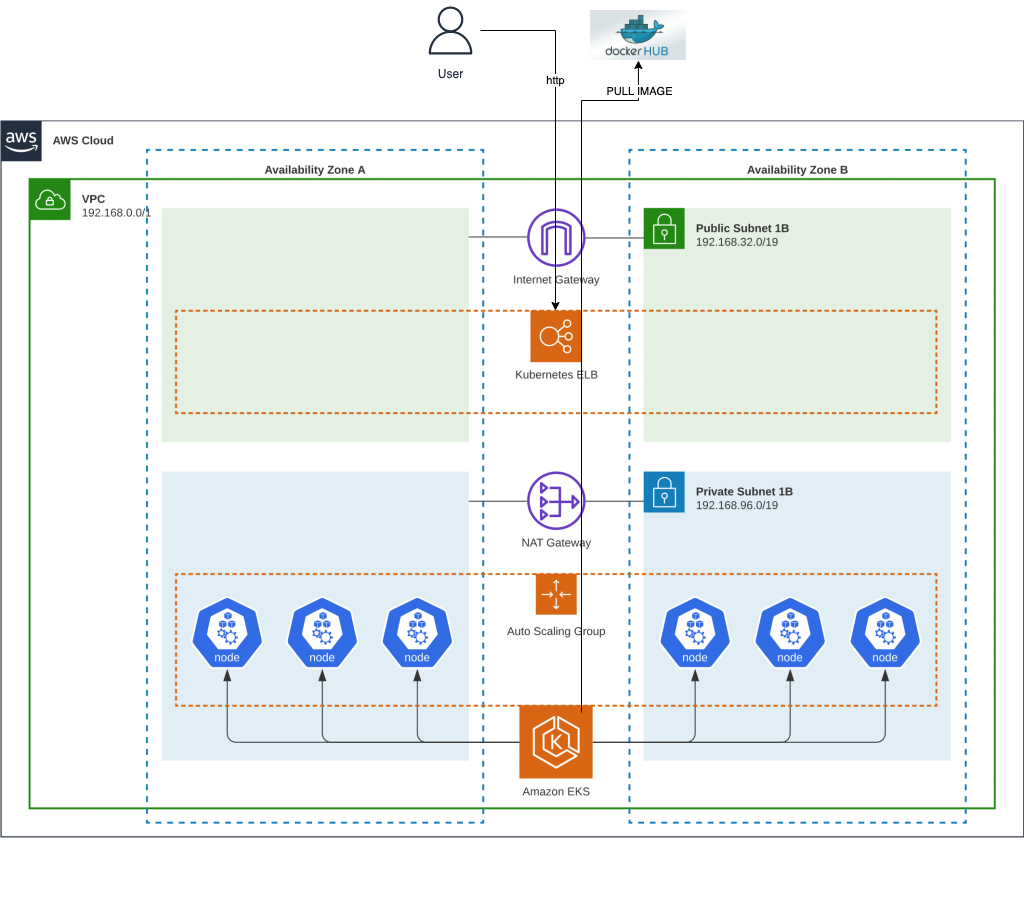 User
docker HUB
http
PULL IMAGE
aws
AWS Cloud
Availability Zone A
Availability Zone B
VPC
192.168.0.0/1
Public Subnet 1B
192.168.32.0/19
Internet Gateway
Kubernetes ELB
Private Subnet 1B
192.168.96.0/19
NAT Gateway
Auto Scaling Group
node
node
node
node
node
node
K
Amazon EKS